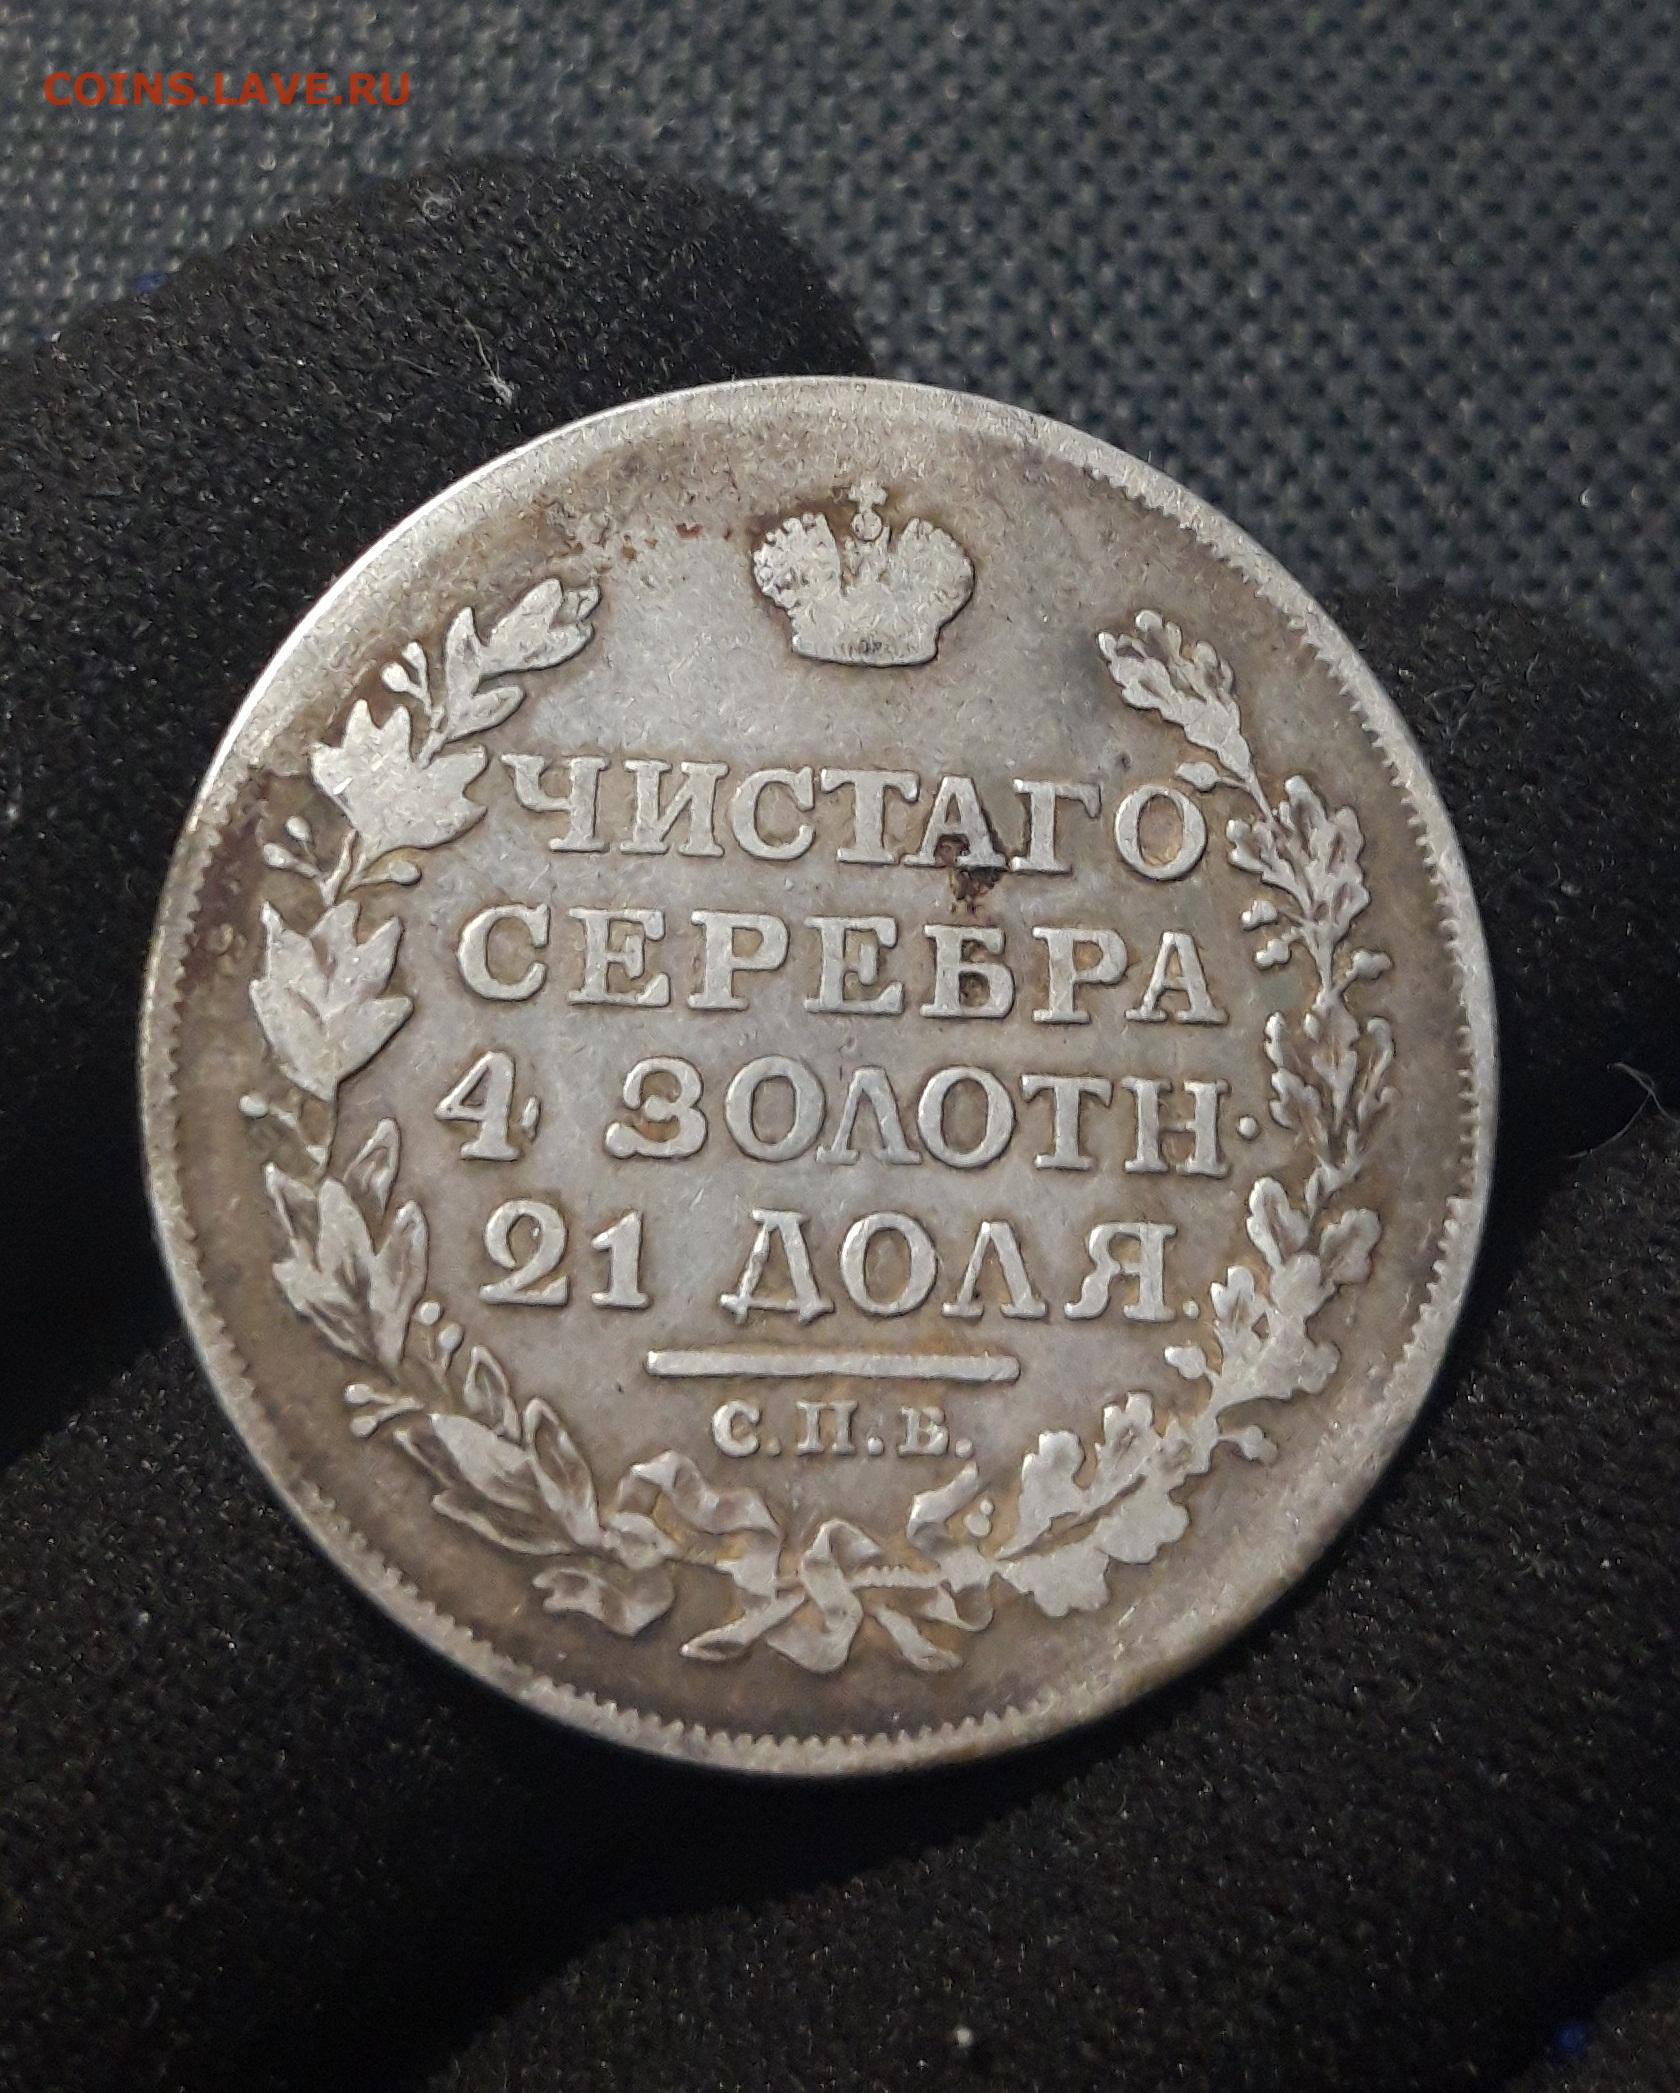 COINS.LAVE.RU
ЧИСТАГО
СЕРЕБРА
4 ЗОЛОТН·
21 ДОЛЯ.
С.П.Б.